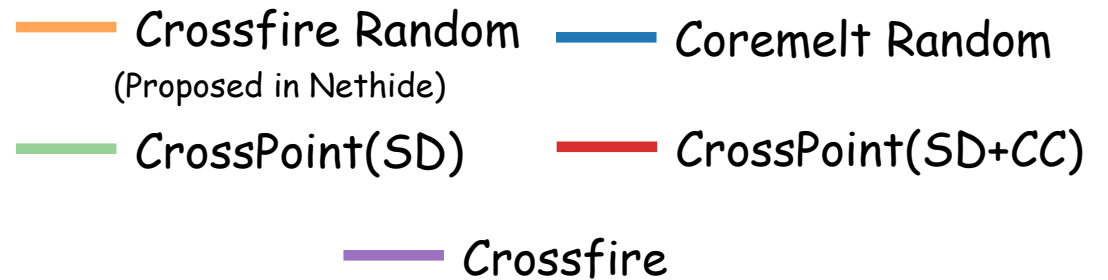 Crossfire Random Coremelt Random
(Proposed in Nethide)
CrossPoint(SD) CrossPoint(SD+CC)
Crossfire